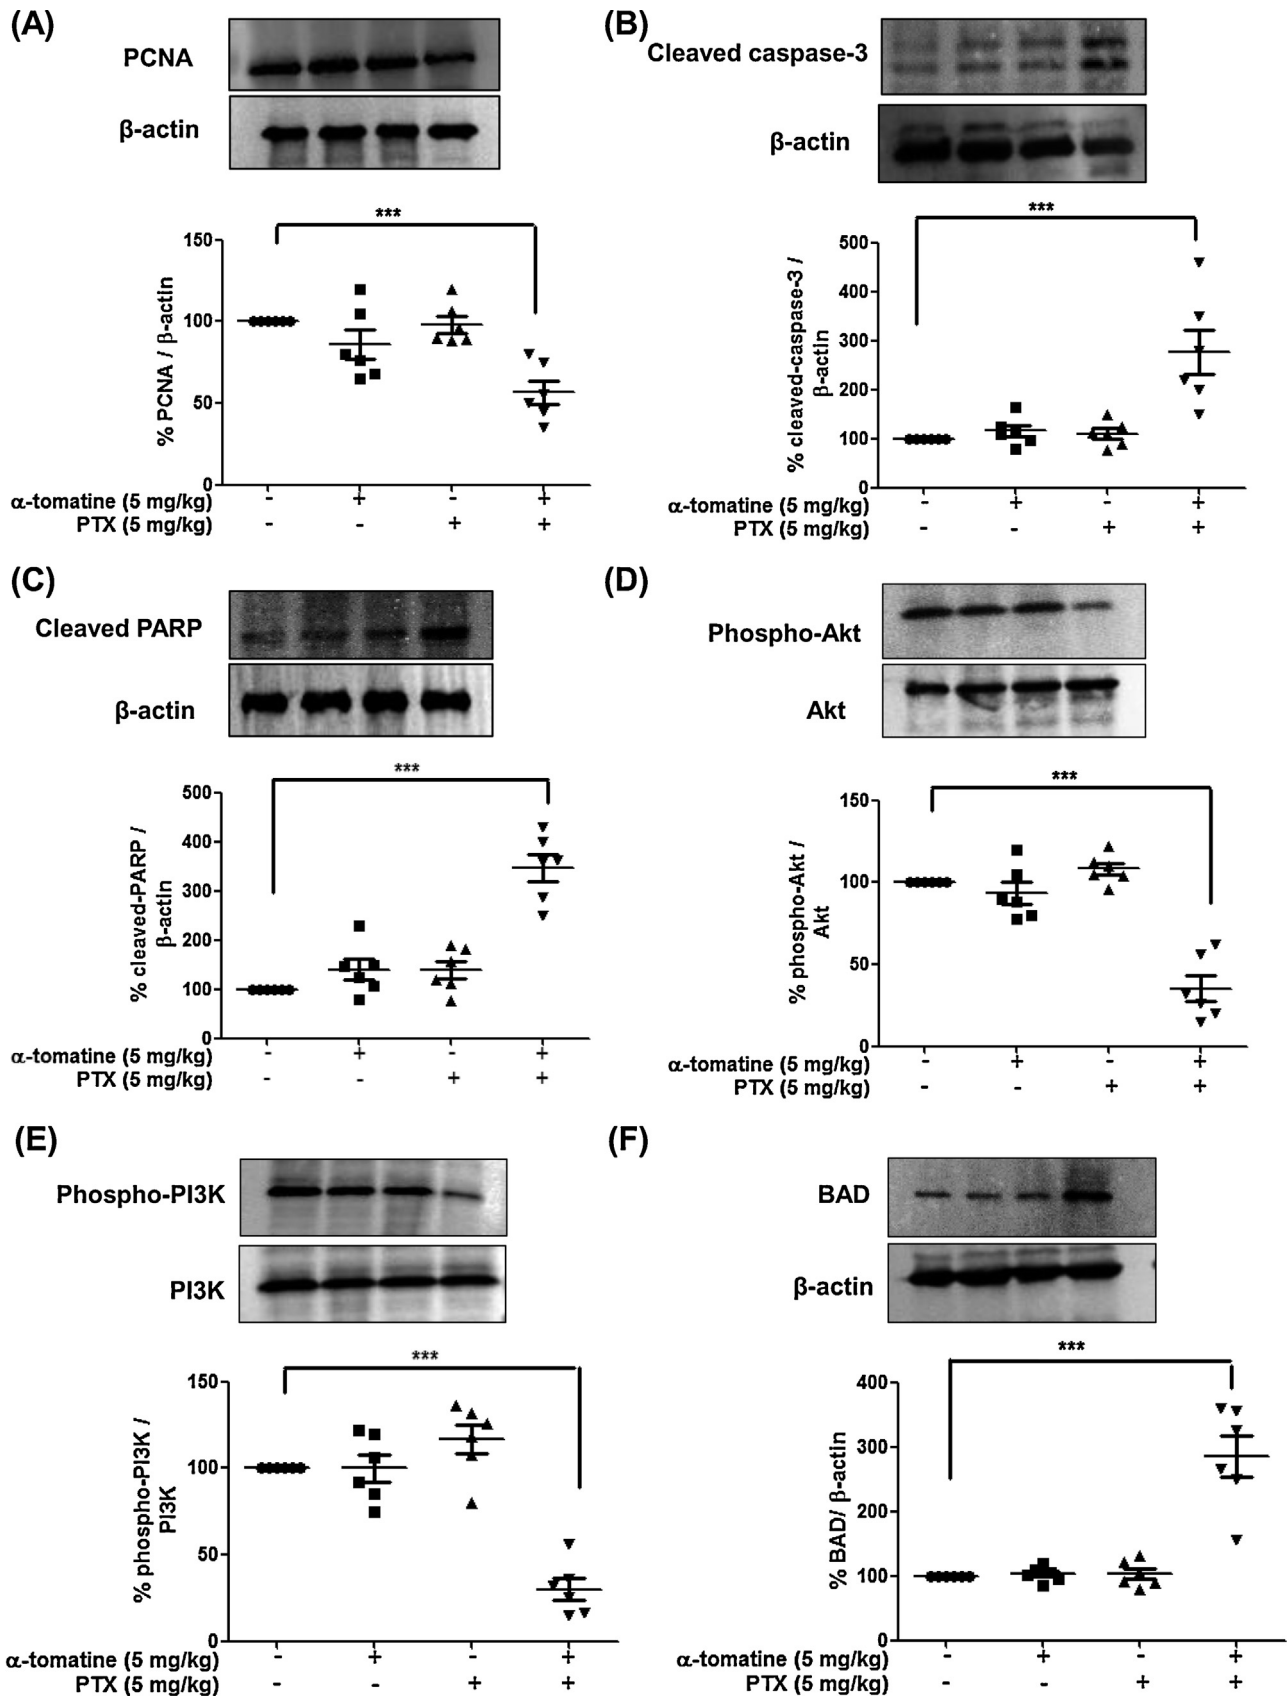 (A)
PCNA
β-actin
***
% PCNA / β-actin
150
100
50
0
α-tomatine (5 mg/kg) - + - +
PTX (5 mg/kg) - - + +
(B)
Cleaved caspase-3
β-actin
***
% cleaved-caspase-3 /
β-actin
500
400
300
200
100
0
α-tomatine (5 mg/kg) - + - +
PTX (5 mg/kg) - - + +
(C)
Cleaved PARP
β-actin
***
% cleaved-PARP /
β-actin
500
400
300
200
100
0
α-tomatine (5 mg/kg) - + - +
PTX (5 mg/kg) - - + +
(D)
Phospho-Akt
Akt
***
% phospho-Akt /
Akt
150
100
50
0
α-tomatine (5 mg/kg) - + - +
PTX (5 mg/kg) - - + +
(E)
Phospho-PI3K
PI3K
***
% phospho-PI3K /
PI3K
150
100
50
0
α-tomatine (5 mg/kg) - + - +
PTX (5 mg/kg) - - + +
(F)
BAD
β-actin
***
% BAD/ β-actin
400
300
200
100
0
α-tomatine (5 mg/kg) - + - +
PTX (5 mg/kg) - - + +